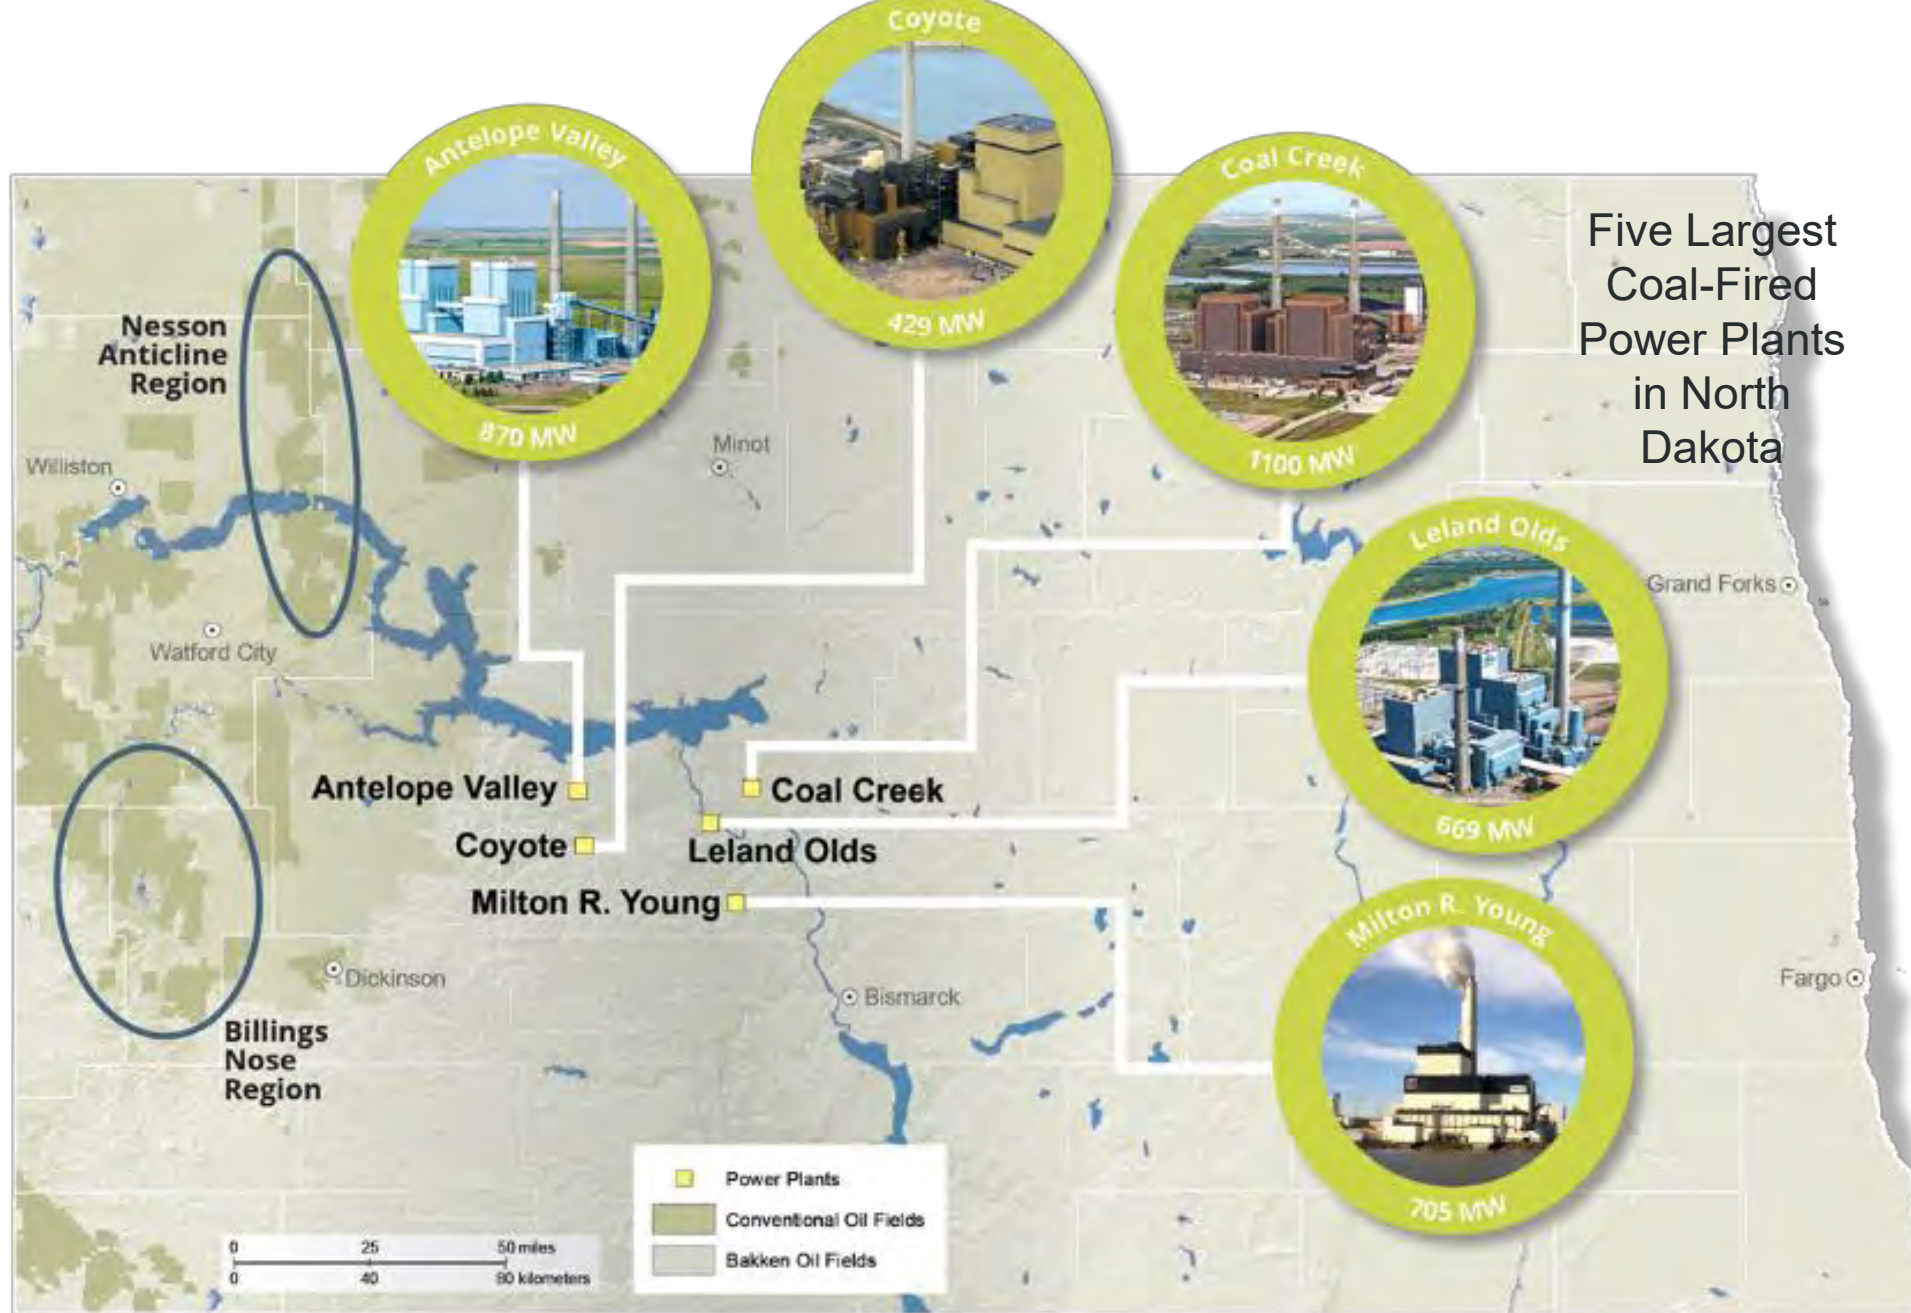 Coyote
429 MW
Antelope Valley
870 MW
Coal Creek
1100 MW
Five Largest
Coal-Fired
Power Plants
in North
Dakota
Nesson
Anticline
Region
Williston
Minot
Leland Olds
669 MW
Grand Forks
Watford City
Antelope Valley
Coal Creek
Coyote
Leland Olds
Milton R. Young
Milton R. Young
705 MW
Dickinson
Bismarck
Fargo
Billings
Nose
Region
Power Plants
Conventional Oil Fields
Bakken Oil Fields
0 25 50 miles
0 40 80 kilometers